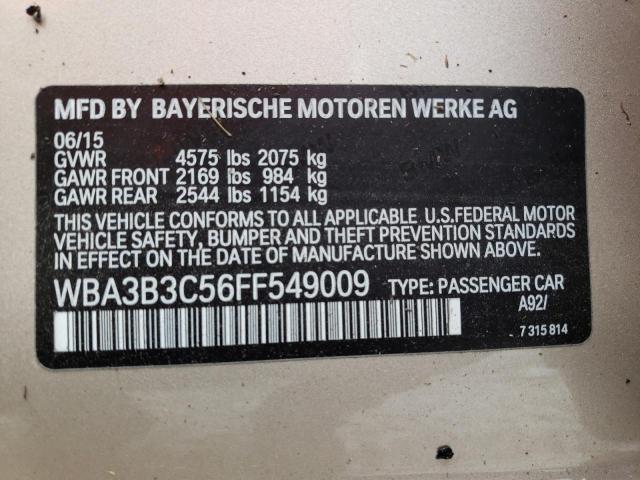 MFD BY BAYERISCHE MOTOREN WERKE AG
06/15
GVWR 4575 lbs 2075 kg
GAWR FRONT 2169 lbs 984 kg
GAWR REAR 2544 lbs 1154 kg
THIS VEHICLE CONFORMS TO ALL APPLICABLE U.S.FEDERAL MOTOR
VEHICLE SAFETY, BUMPER AND THEFT PREVENTION STANDARDS
IN EFFECT ON THE DATE OF MANUFACTURE SHOWN ABOVE.
WBA3B3C56FF549009 TYPE: PASSENGER CAR
A92/
7 315 814